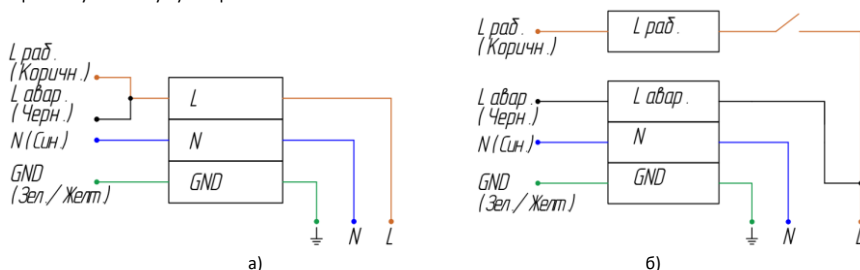 L раб.
(Коричн.)
L авар.
(Черн.)
N (Син.)
GND
(Зел./Желт.)
L
N
GND
N
L
а)
L раб.
(Коричн.)
L авар.
(Черн.)
N (Син.)
GND
(Зел./Желт.)
L раб.
L авар.
N
GND
N
L
б)